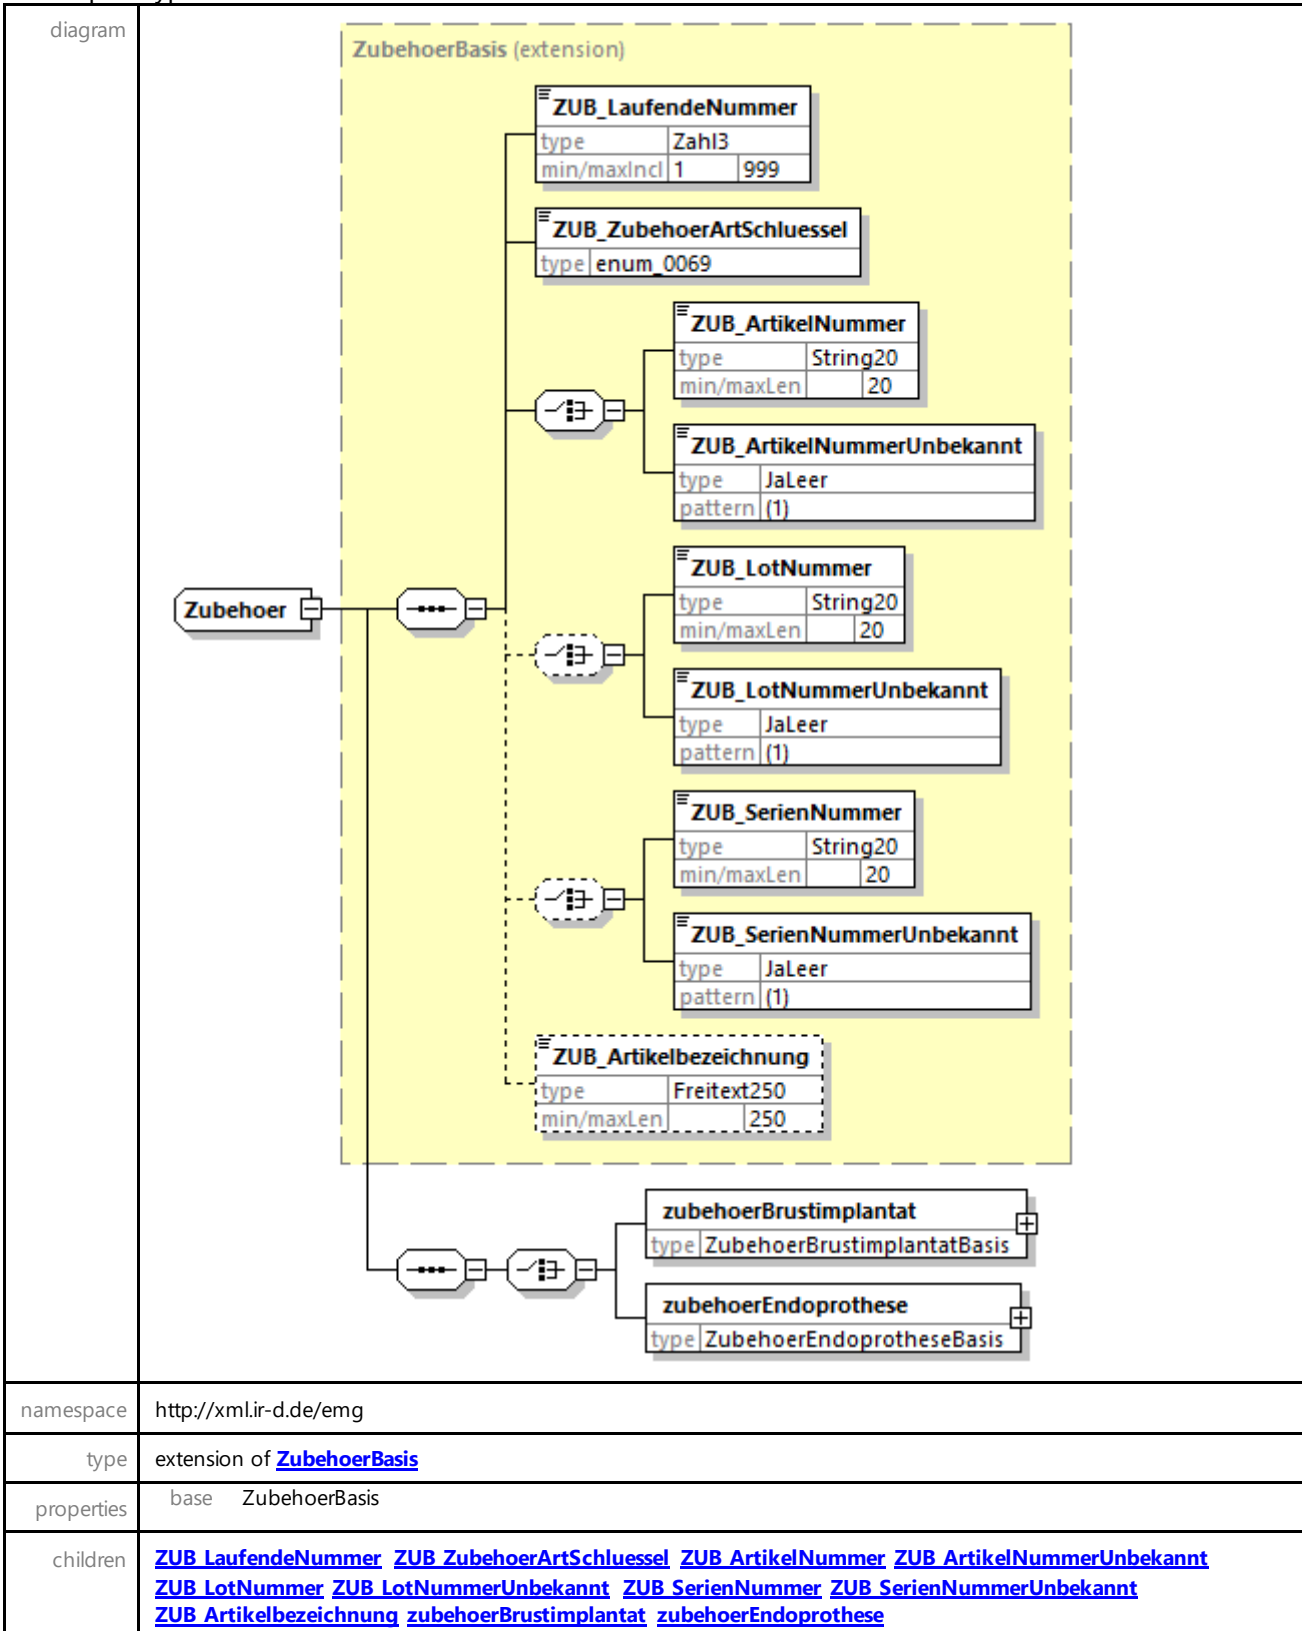 diagram
ZubehoerBasis (extension)
ZUB_LaufendeNummer
type Zahl3
min/maxIncl 1 999
ZUB_ZubehoerArtSchluessel
type enum_0069
ZUB_ArtikelNummer
type String20
min/maxLen 20
ZUB_ArtikelNummerUnbekannt
type JaLeer
pattern (1)
ZUB_LotNummer
type String20
min/maxLen 20
Zubehoer
ZUB_LotNummerUnbekannt
type JaLeer
pattern (1)
ZUB_SerienNummer
type String20
min/maxLen 20
ZUB_SerienNummerUnbekannt
type JaLeer
pattern (1)
ZUB_Artikelbezeichnung
type Freitext250
min/maxLen 250
zubehoerBrustimplantat
type ZubehoerBrustimplantatBasis
zubehoerEndoprothese
type ZubehoerEndoprotheseBasis
namespace http://xml.ir-d.de/emg
type extension of ZubehoerBasis
properties base ZubehoerBasis
children ZUB_LaufendeNummer ZUB_ZubehoerArtSchluessel ZUB_ArtikelNummer ZUB_ArtikelNummerUnbekannt
ZUB_LotNummer ZUB_LotNummerUnbekannt ZUB_SerienNummer ZUB_SerienNummerUnbekannt
ZUB_Artikelbezeichnung zubehoerBrustimplantat zubehoerEndoprothese